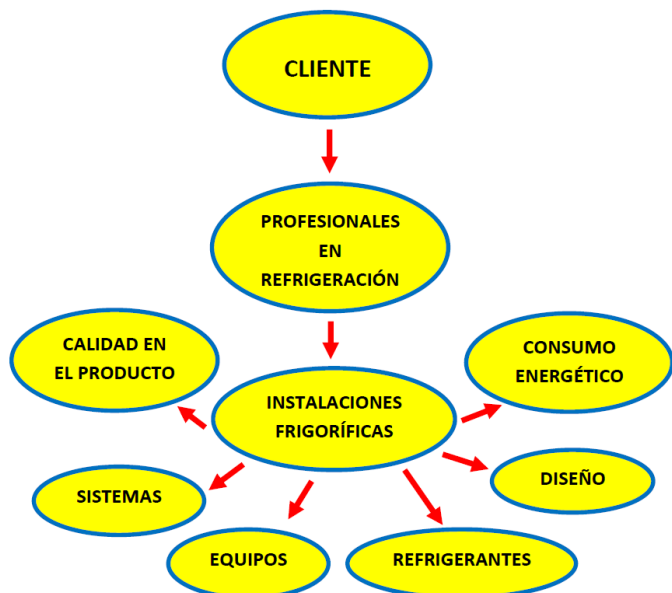 CLIENTE
PROFESIONALES
EN
REFRIGERACIÓN
CALIDAD EN
EL PRODUCTO
CONSUMO
ENERGÉTICO
INSTALACIONES
FRIGORÍFICAS
SISTEMAS
DISEÑO
EQUIPOS
REFRIGERANTES